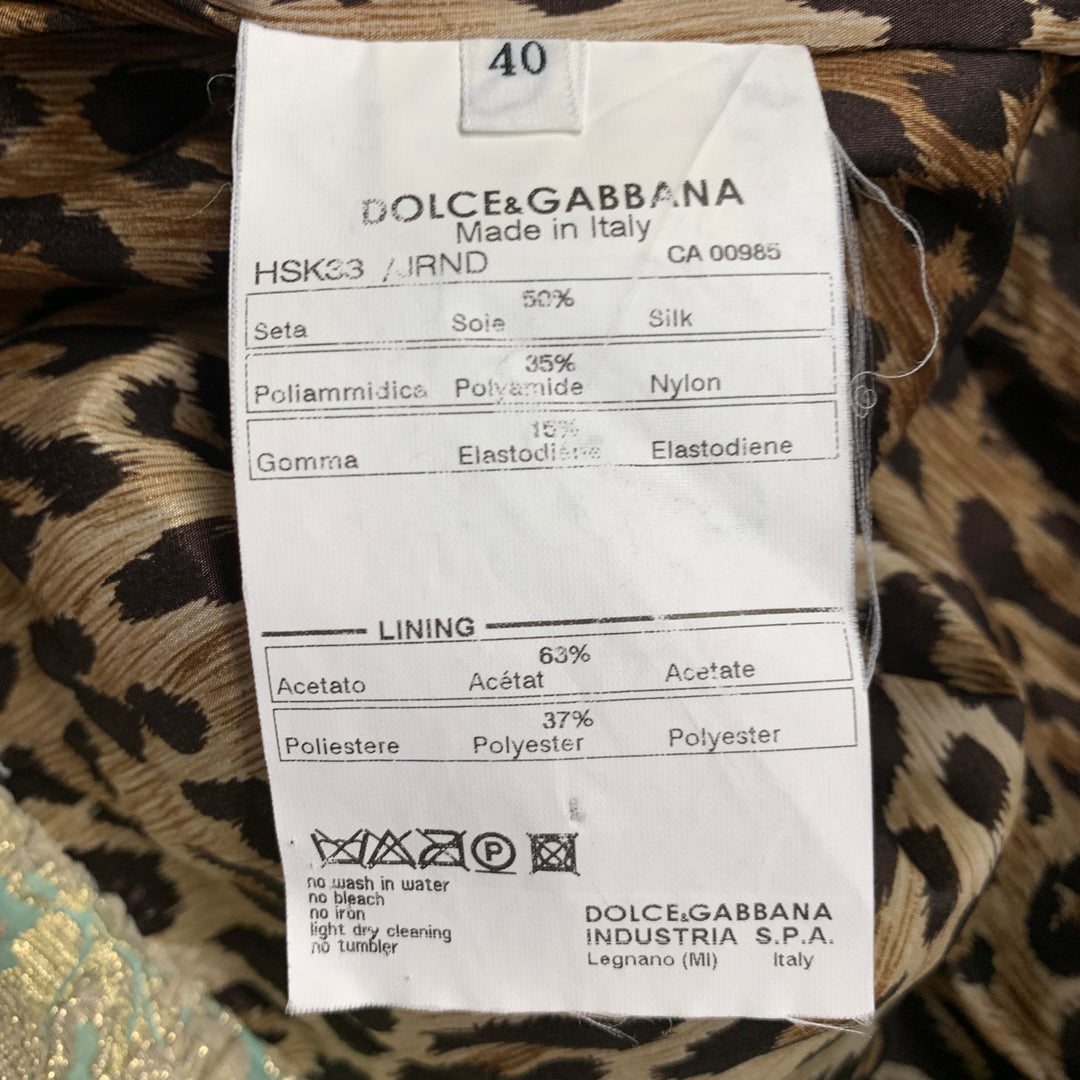 40
DOLCE&GABBANA
Made in Italy
HSK33 /JRND CA 00985
50%
Seta Soie Silk
35%
Poliammidica Polyamide Nylon
15%
Gomma Elastodiène Elastodiene
LINING
63%
Acetato Acétat Acetate
37%
Poliestere Polyester Polyester
P
no wash in water
no bleach
no iron
light dry cleaning
no tumbler
DOLCE&GABBANA
INDUSTRIA S.P.A.
Legnano (MI) Italy